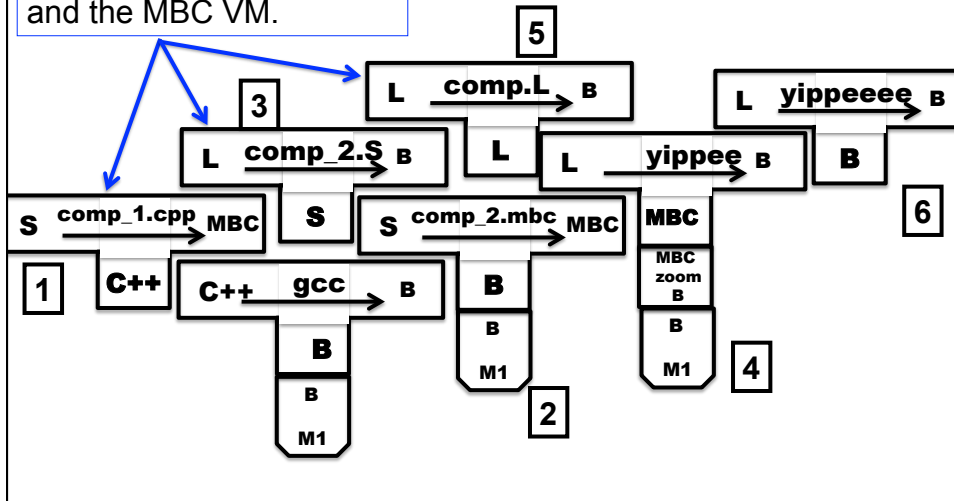 and the MBC VM.
5
L comp.L B
L
3
L comp_2.S B
S
L yippeeee B
B
6
L yippee B
MBC
MBC
zoom
B
B
M1
4
S comp_1.cpp MBC
C++
1
S comp_2.mbc MBC
B
B
M1
2
C++ gcc B
B
B
M1